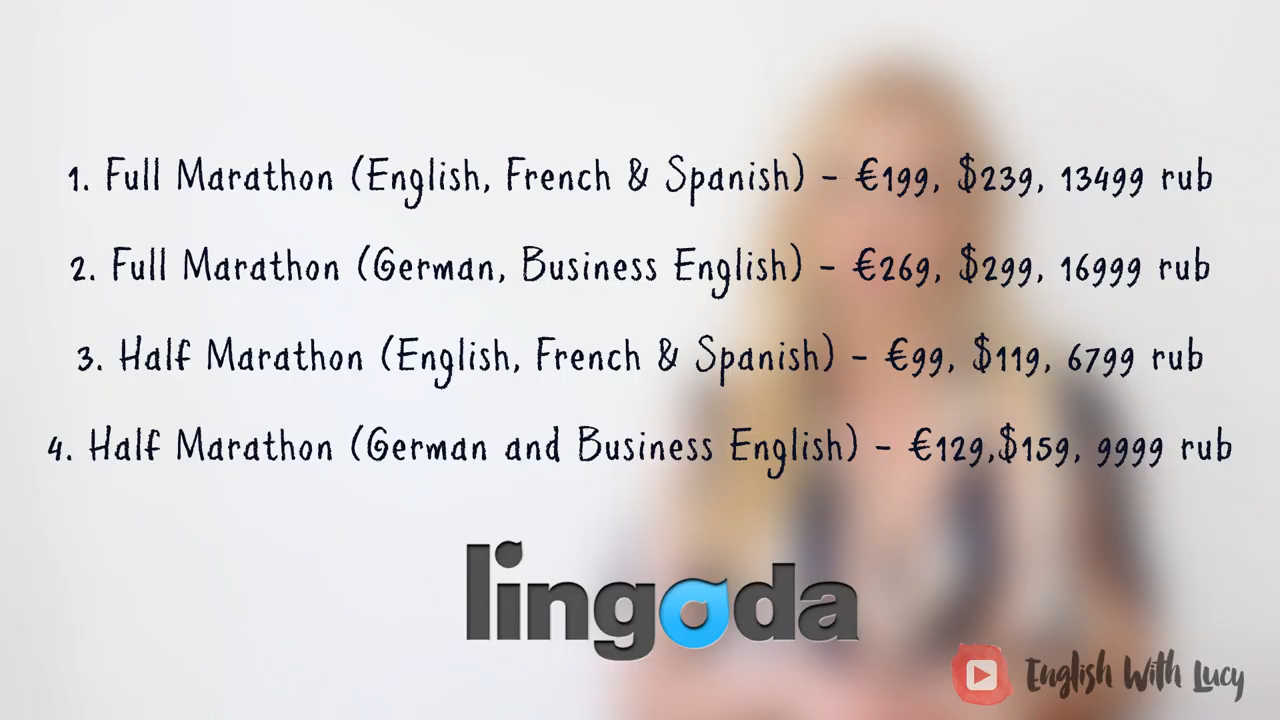 1. Full Marathon (English, French & Spanish) - €199, $239, 13499 rub
2. Full Marathon (German, Business English) - €269, $299, 16999 rub
3. Half Marathon (English, French & Spanish) - €99, $119, 6799 rub
4. Half Marathon (German and Business English) - €129,$159, 9999 rub
lingoda
English With Lucy